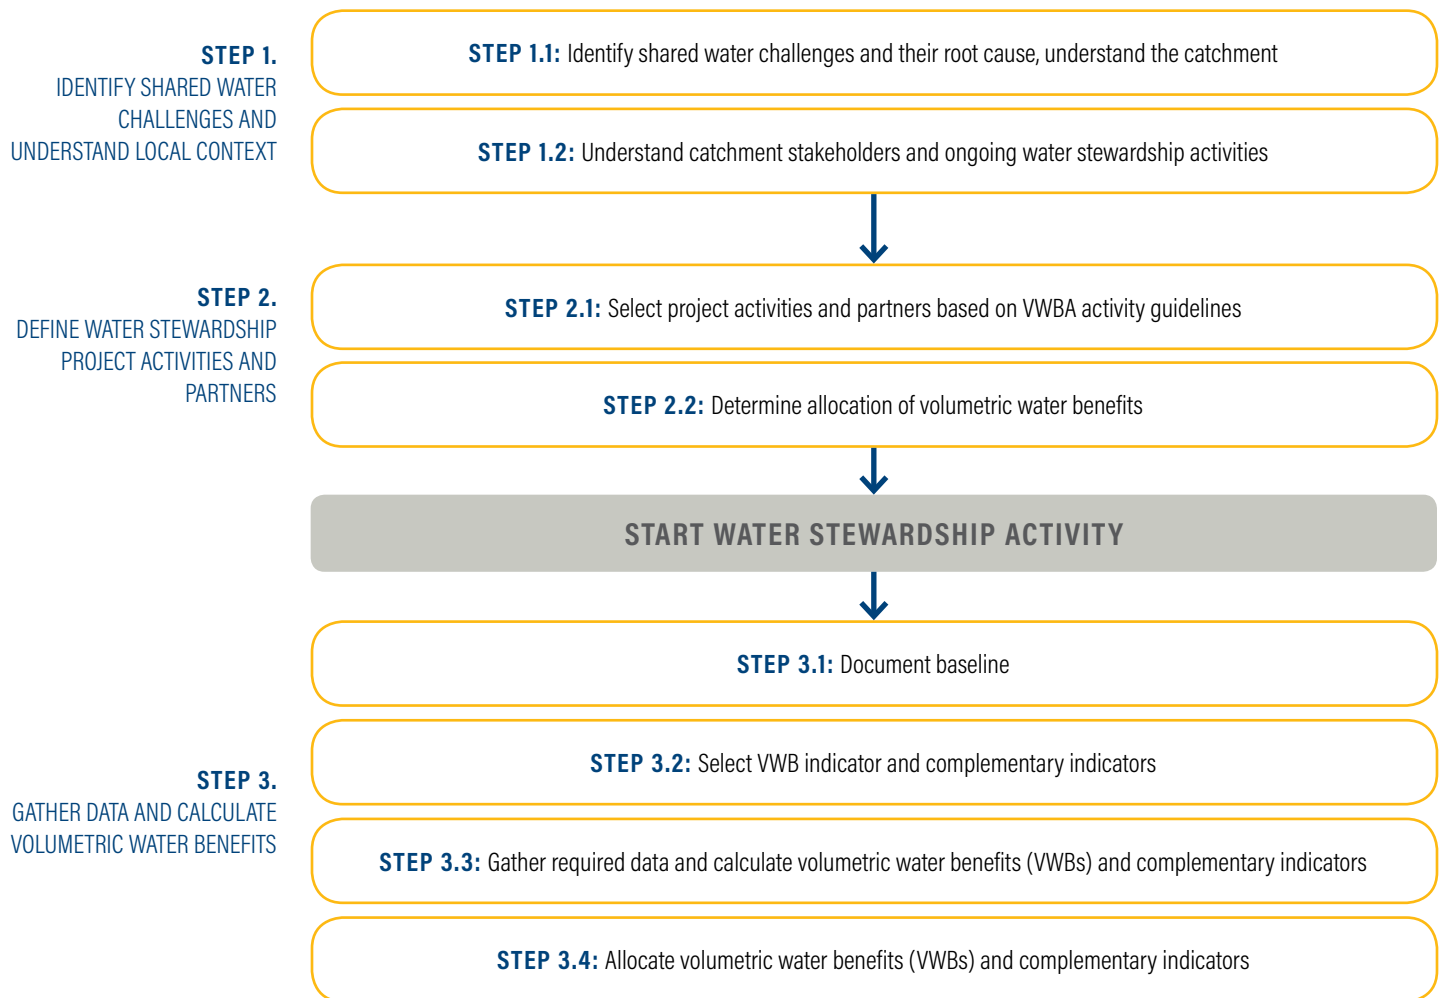 STEP 1.
IDENTIFY SHARED WATER
CHALLENGES AND
UNDERSTAND LOCAL CONTEXT
STEP 1.1: Identify shared water challenges and their root cause, understand the catchment
STEP 1.2: Understand catchment stakeholders and ongoing water stewardship activities
STEP 2.
DEFINE WATER STEWARDSHIP
PROJECT ACTIVITIES AND
PARTNERS
STEP 2.1: Select project activities and partners based on VWBA activity guidelines
STEP 2.2: Determine allocation of volumetric water benefits
START WATER STEWARDSHIP ACTIVITY
STEP 3.
GATHER DATA AND CALCULATE
VOLUMETRIC WATER BENEFITS
STEP 3.1: Document baseline
STEP 3.2: Select VWB indicator and complementary indicators
STEP 3.3: Gather required data and calculate volumetric water benefits (VWBs) and complementary indicators
STEP 3.4: Allocate volumetric water benefits (VWBs) and complementary indicators